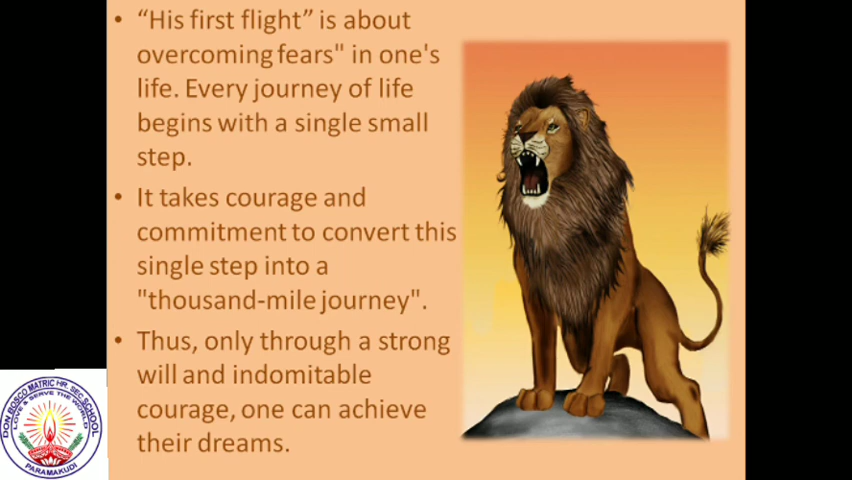 • “His first flight” is about
overcoming fears" in one's
life. Every journey of life
begins with a single small
step.
• It takes courage and
commitment to convert this
single step into a
"thousand-mile journey".
• Thus, only through a strong
will and indomitable
courage, one can achieve
their dreams.
DON BOSCO MATRIC HR. SEC SCHOOL
LOVE & SERVE THE WORLD
PARAMAKUDI